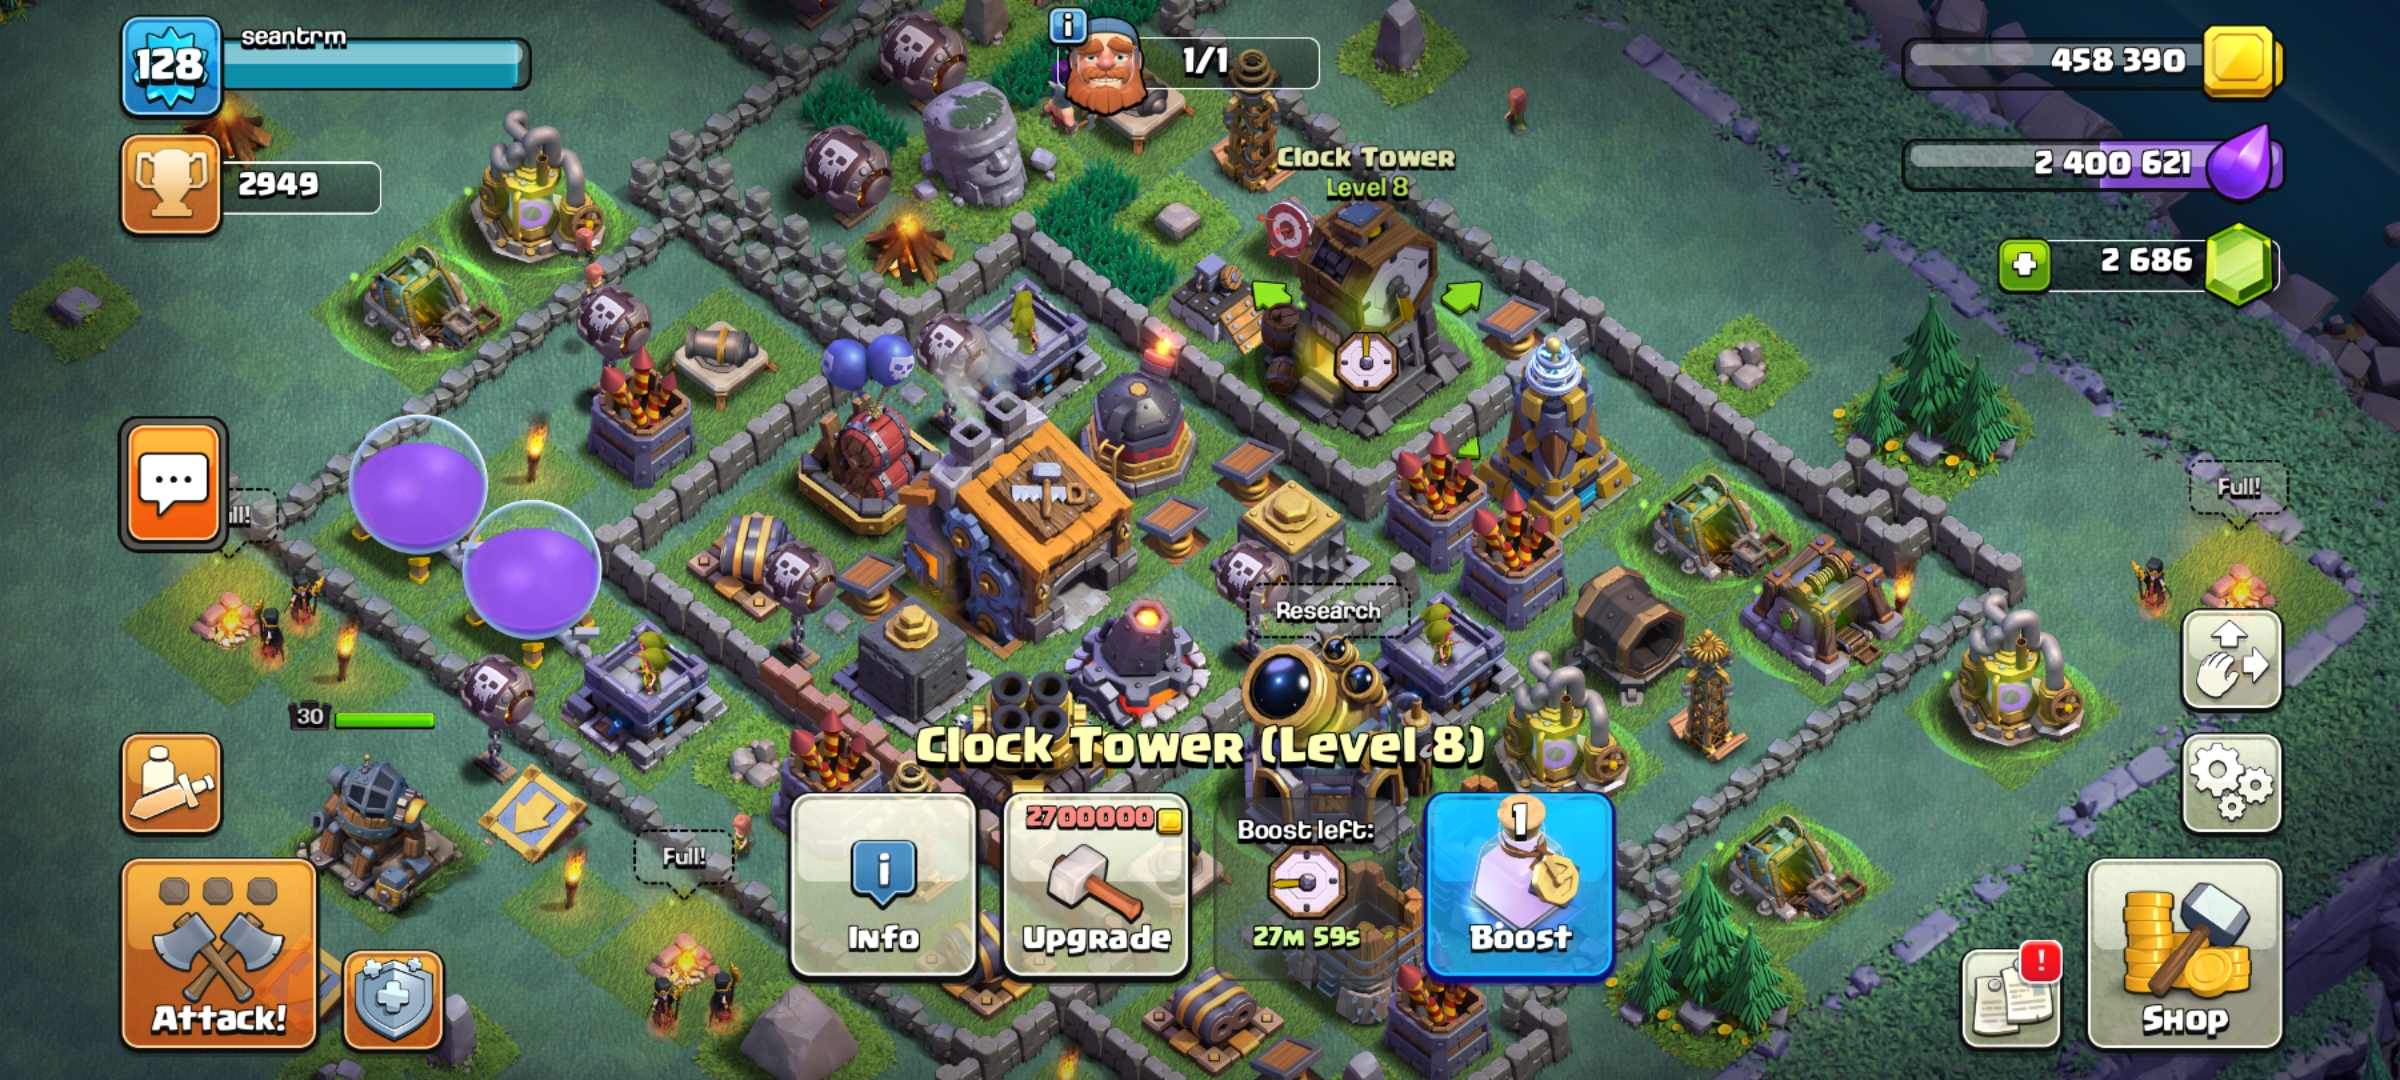 128
seantrm
1/1
458 390
2949
Clock Tower
Level 8
2 400 621
2 686
Full!
Research
30
Clock Tower (Level 8)
Full!
Info
2700000
Upgrade
Boost left:
27m 59s
1
Boost
Attack!
!
Shop